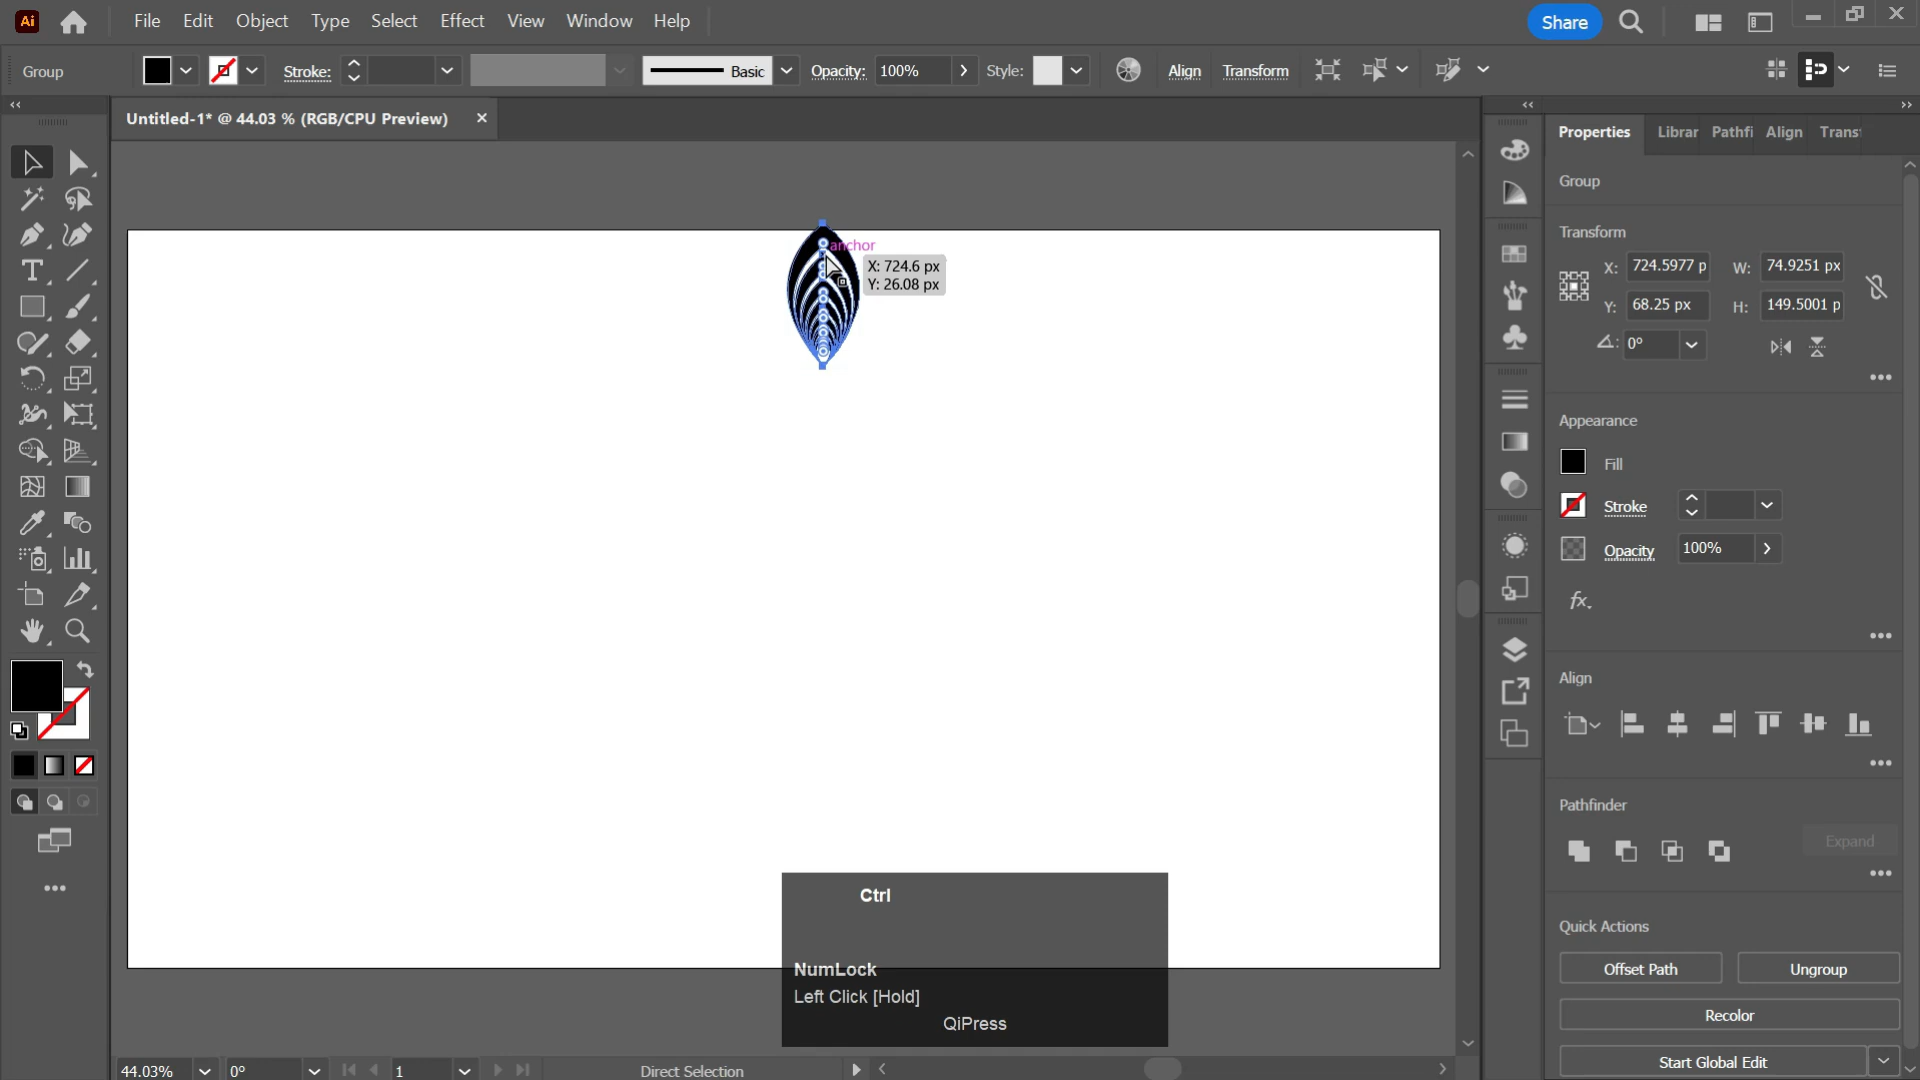 Ai
File Edit Object Type Select Effect View Window Help
Share
Group
Stroke:
Basic
Opacity: 100%
Style:
Align
Transform
Untitled-1* @ 44.03 % (RGB/CPU Preview)
Properties Librar Pathfi Align Trans
Group
Transform
X: 724.5977 p W: 74.9251 px
Y: 68.25 px H: 149.5001 p
0°
anchor
X: 724.6 px
Y: 26.08 px
Appearance
Fill
Stroke
Opacity 100%
fx
Align
Pathfinder
Expand
Quick Actions
Offset Path Ungroup
Recolor
Start Global Edit
Ctrl
NumLock
Left Click [Hold]
QiPress
44.03% 0° 1 Direct Selection